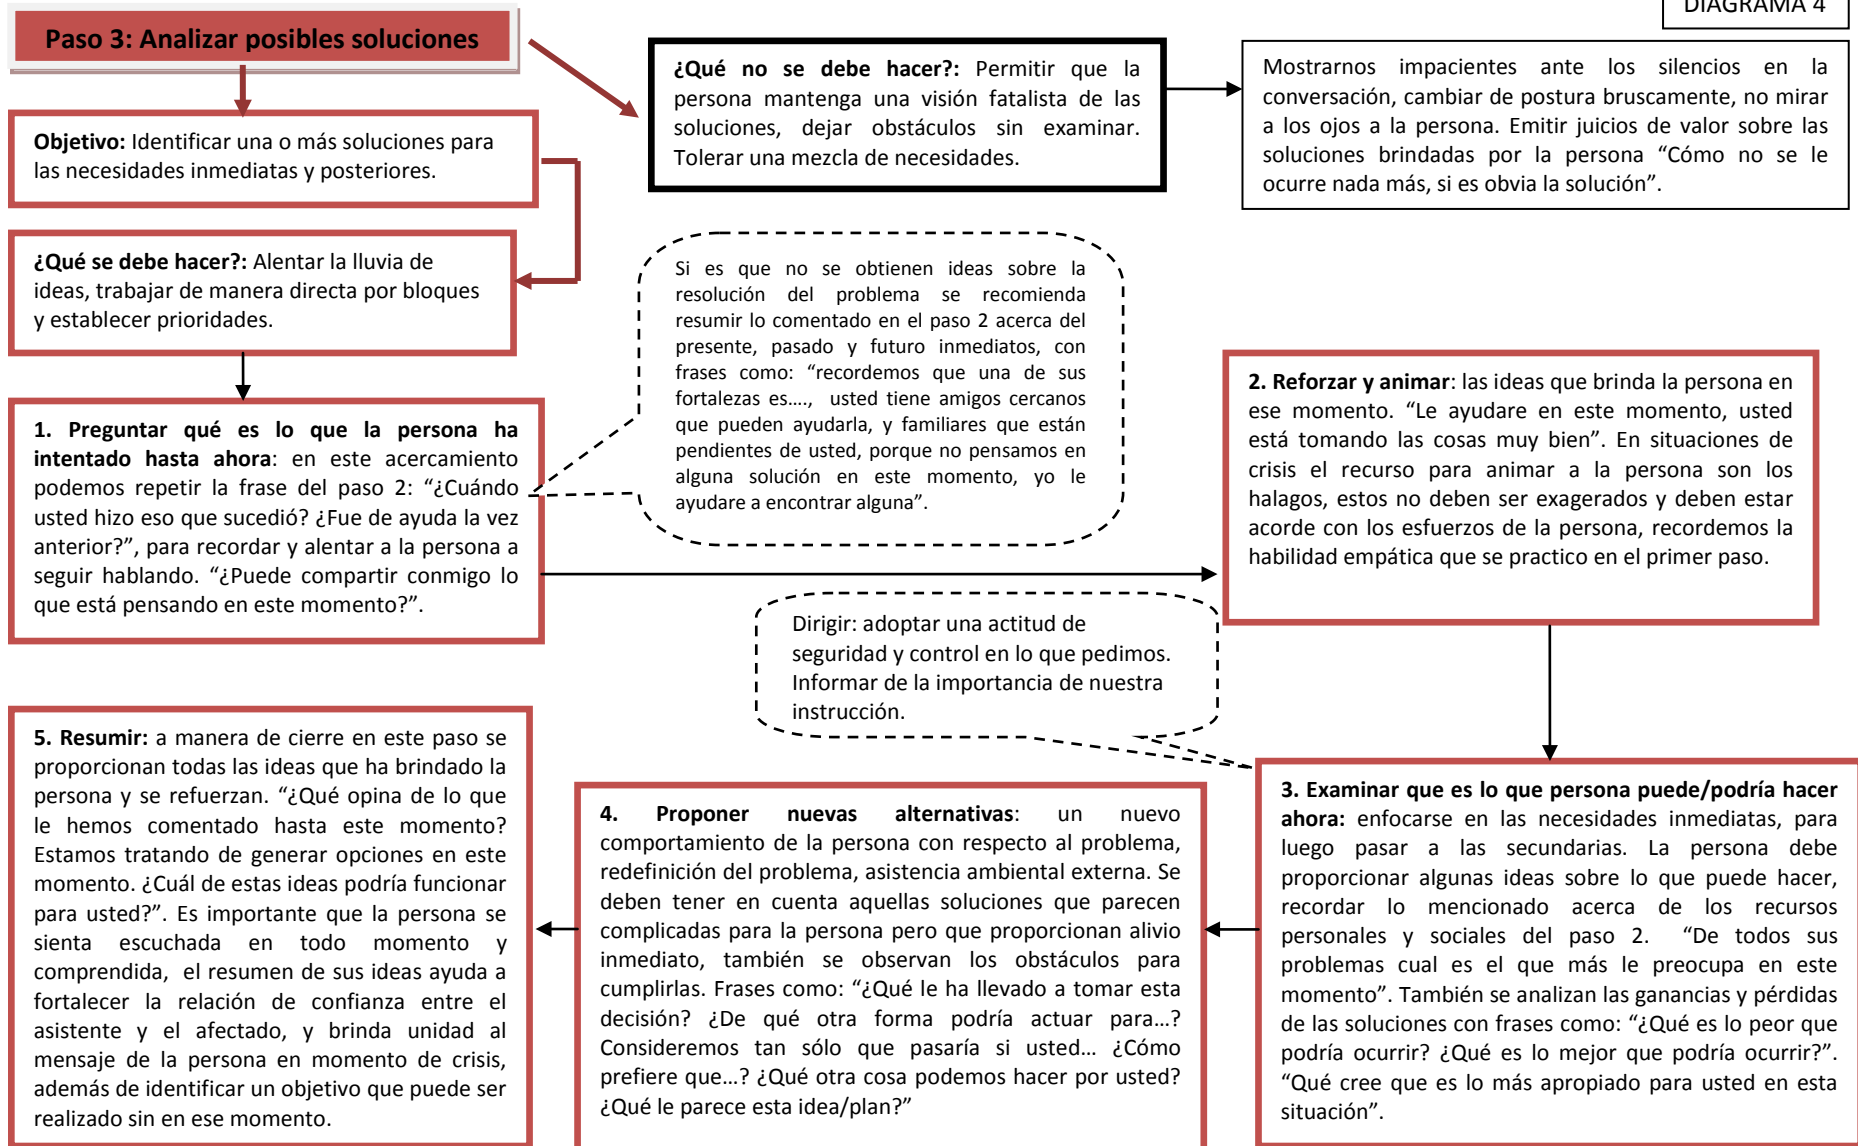 DIAGRAMA 4
Paso 3: Analizar posibles soluciones
¿Qué no se debe hacer?: Permitir que la
persona mantenga una visión fatalista de las
soluciones, dejar obstáculos sin examinar.
Tolerar una mezcla de necesidades.
Mostrarnos impacientes ante los silencios en la
conversación, cambiar de postura bruscamente, no mirar
a los ojos a la persona. Emitir juicios de valor sobre las
soluciones brindadas por la persona “Cómo no se le
ocurre nada más, si es obvia la solución”.
Objetivo: Identificar una o más soluciones para
las necesidades inmediatas y posteriores.
¿Qué se debe hacer?: Alentar la lluvia de
ideas, trabajar de manera directa por bloques
y establecer prioridades.
Si es que no se obtienen ideas sobre la
resolución del problema se recomienda
resumir lo comentado en el paso 2 acerca del
presente, pasado y futuro inmediatos, con
frases como: “recordemos que una de sus
fortalezas es…., usted tiene amigos cercanos
que pueden ayudarla, y familiares que están
pendientes de usted, porque no pensamos en
alguna solución en este momento, yo le
ayudare a encontrar alguna”.
1. Preguntar qué es lo que la persona ha
intentado hasta ahora: en este acercamiento
podemos repetir la frase del paso 2: “¿Cuándo
usted hizo eso que sucedió? ¿Fue de ayuda la vez
anterior?”, para recordar y alentar a la persona a
seguir hablando. “¿Puede compartir conmigo lo
que está pensando en este momento?”.
2. Reforzar y animar: las ideas que brinda la persona en
ese momento. “Le ayudare en este momento, usted
está tomando las cosas muy bien”. En situaciones de
crisis el recurso para animar a la persona son los
halagos, estos no deben ser exagerados y deben estar
acorde con los esfuerzos de la persona, recordemos la
habilidad empática que se practico en el primer paso.
Dirigir: adoptar una actitud de
seguridad y control en lo que pedimos.
Informar de la importancia de nuestra
instrucción.
3. Examinar que es lo que persona puede/podría hacer
ahora: enfocarse en las necesidades inmediatas, para
luego pasar a las secundarias. La persona debe
proporcionar algunas ideas sobre lo que puede hacer,
recordar lo mencionado acerca de los recursos
personales y sociales del paso 2. “De todos sus
problemas cual es el que más le preocupa en este
momento”. También se analizan las ganancias y pérdidas
de las soluciones con frases como: “¿Qué es lo peor que
podría ocurrir? ¿Qué es lo mejor que podría ocurrir?”.
“Qué cree que es lo más apropiado para usted en esta
situación”.
4. Proponer nuevas alternativas: un nuevo
comportamiento de la persona con respecto al problema,
redefinición del problema, asistencia ambiental externa. Se
deben tener en cuenta aquellas soluciones que parecen
complicadas para la persona pero que proporcionan alivio
inmediato, también se observan los obstáculos para
cumplirlas. Frases como: “¿Qué le ha llevado a tomar esta
decisión? ¿De qué otra forma podría actuar para…?
Consideremos tan sólo que pasaría si usted… ¿Cómo
prefiere que…? ¿Qué otra cosa podemos hacer por usted?
¿Qué le parece esta idea/plan?”
5. Resumir: a manera de cierre en este paso se
proporcionan todas las ideas que ha brindado la
persona y se refuerzan. “¿Qué opina de lo que
le hemos comentado hasta este momento?
Estamos tratando de generar opciones en este
momento. ¿Cuál de estas ideas podría funcionar
para usted?”. Es importante que la persona se
sienta escuchada en todo momento y
comprendida, el resumen de sus ideas ayuda a
fortalecer la relación de confianza entre el
asistente y el afectado, y brinda unidad al
mensaje de la persona en momento de crisis,
además de identificar un objetivo que puede ser
realizado sin en ese momento.